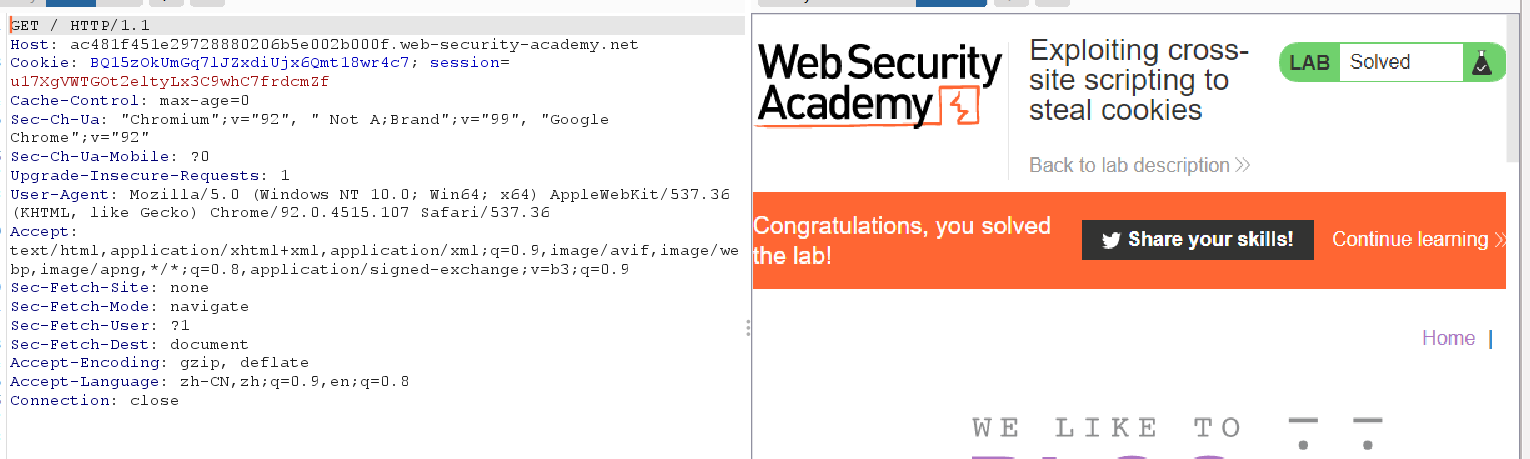 GET / HTTP/1.1
Host: ac481f451e29728880206b5e002b000f.web-security-academy.net
Cookie: BQ15zOkUmGq7lJZxdiUjx6Qmt18wr4c7; session=
u17XgVWTGOt2eltyLx3C9whC7frdcmZf
Cache-Control: max-age=0
Sec-Ch-Ua: "Chromium";v="92", " Not A;Brand";v="99", "Google
Chrome";v="92"
Sec-Ch-Ua-Mobile: ?0
Upgrade-Insecure-Requests: 1
User-Agent: Mozilla/5.0 (Windows NT 10.0; Win64; x64) AppleWebKit/537.36
(KHTML, like Gecko) Chrome/92.0.4515.107 Safari/537.36
Accept:
text/html,application/xhtml+xml,application/xml;q=0.9,image/avif,image/we
bp,image/apng,*/*;q=0.8,application/signed-exchange;v=b3;q=0.9
Sec-Fetch-Site: none
Sec-Fetch-Mode: navigate
Sec-Fetch-User: ?1
Sec-Fetch-Dest: document
Accept-Encoding: gzip, deflate
Accept-Language: zh-CN,zh;q=0.9,en;q=0.8
Connection: close
Web Security
Academy
Exploiting cross-
site scripting to
steal cookies
LAB Solved
Back to lab description
Congratulations, you solved
the lab!
Share your skills!
Continue learning
Home |
WE LIKE TO